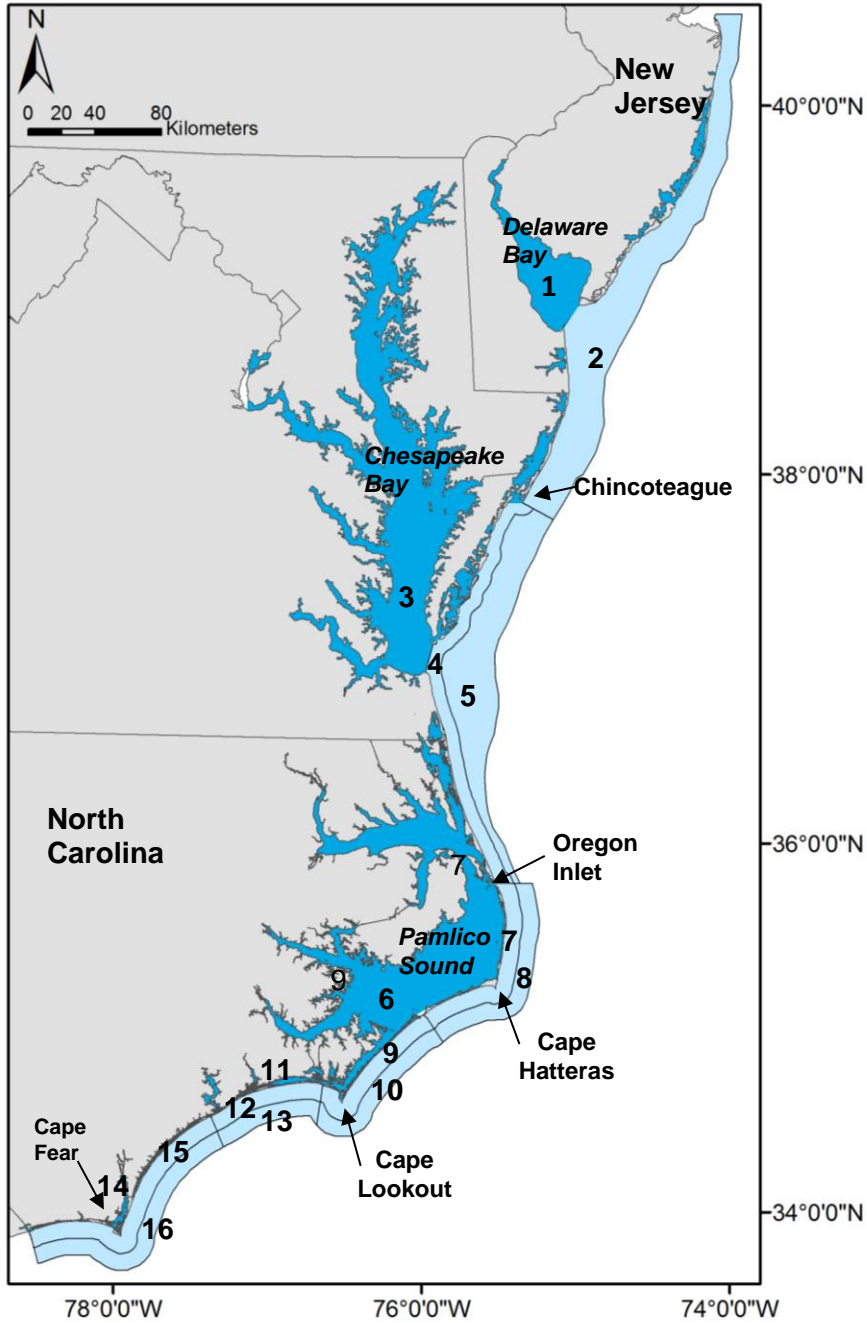 N
New
Jersey
0 20 40 80
Kilometers
40°0'0"N
Delaware
Bay
1
2
Chesapeake
Bay
38°0'0"N
Chincoteague
3
4
5
North
Carolina
36°0'0"N
Oregon
Inlet
7
Pamlico
Sound
7
8
9
6
Cape
Hatteras
9
10
11
12
13
Cape
Fear
15
Cape
Lookout
14
16
34°0'0"N
78°0'0"W 76°0'0"W 74°0'0"W